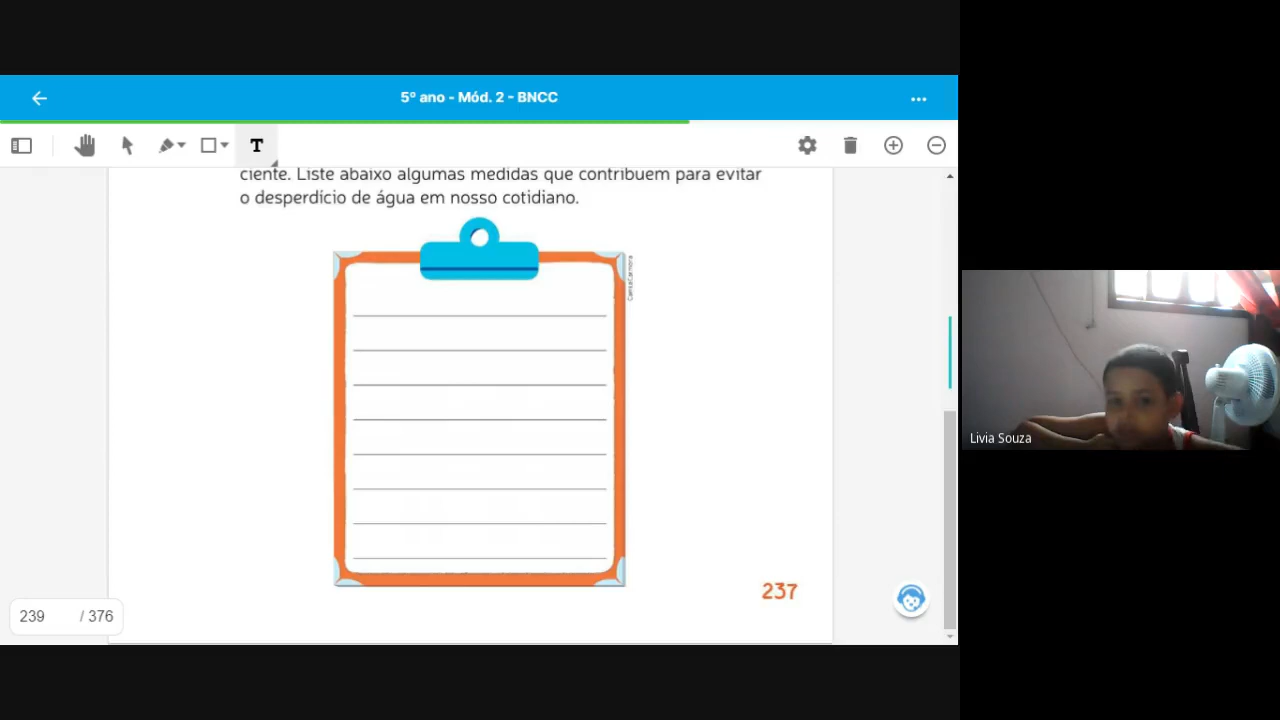 5º ano - Mód. 2 - BNCC
T
ciente. Liste abaixo algumas medidas que contribuem para evitar
o desperdício de água em nosso cotidiano.
237
239 / 376
Livia Souza